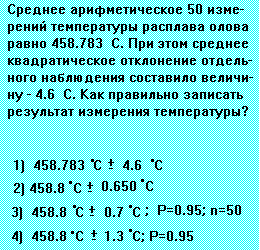 Среднее арифметическое 50 изме-
рений температуры расплава олова
равно 458.783 С. При этом среднее
квадратическое отклонение отдель-
ного наблюдения составило величи-
ну - 4.6 С. Как правильно записать
результат измерения температуры?
1) 458.783 °С ± 4.6 °С
2) 458.8 °С ± 0.650 °С
3) 458.8 °С ± 0.7 °С ; Р=0.95; n=50
4) 458.8 °С ± 1.3 °С; Р=0.95